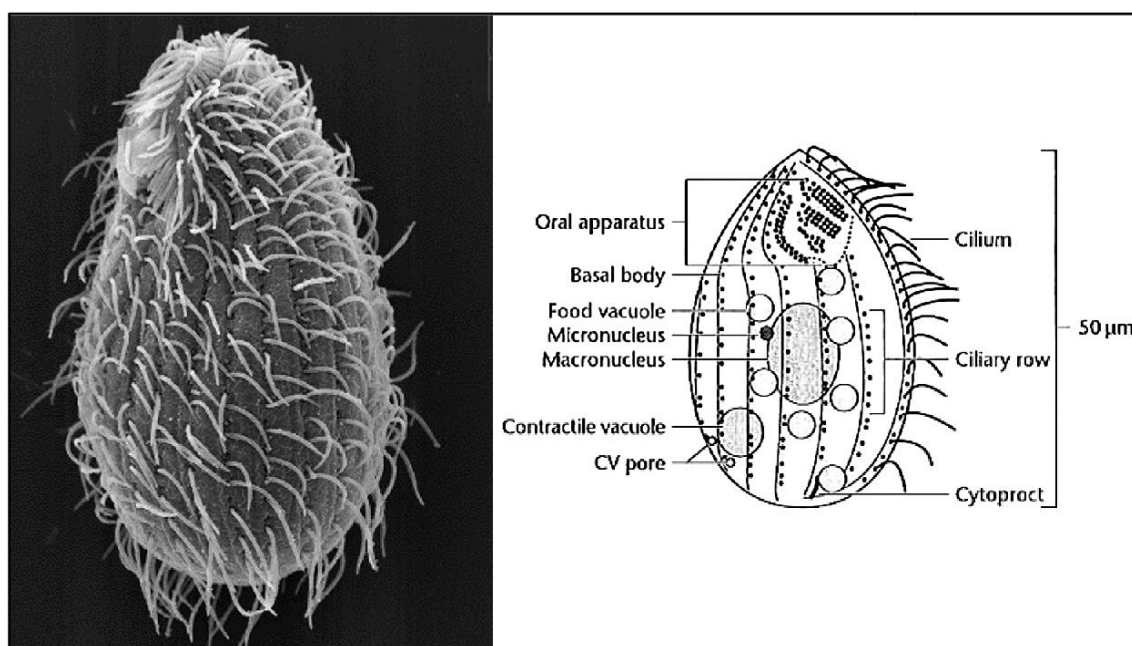 Oral apparatus
Basal body
Food vacuole
Micronucleus
Macronucleus
Contractile vacuole
CV pore
Cilium
Ciliary row
Cytoproct
50 μm